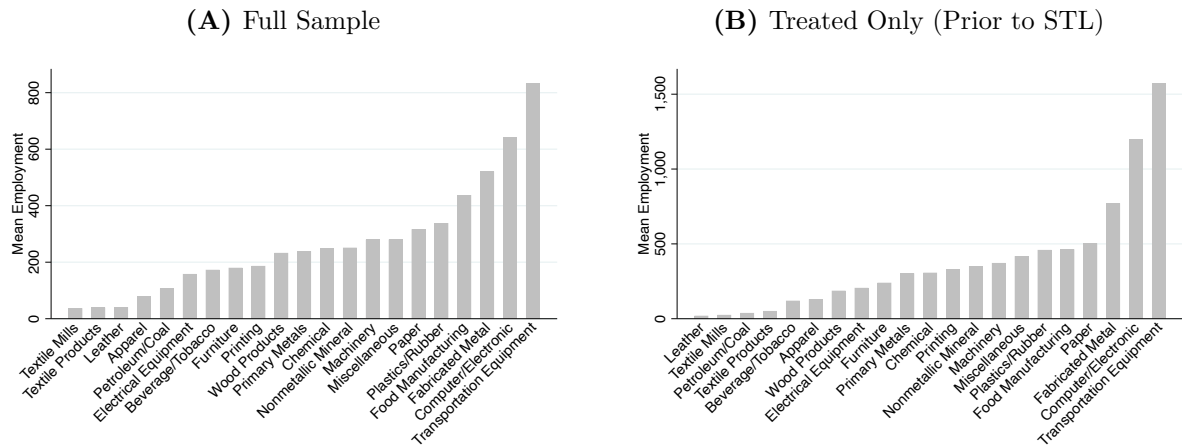 (A) Full Sample
Mean Employment
800
600
400
200
0
Textile Mills
Textile Products
Leather
Apparel
Petroleum/Coal
Electrical Equipment
Beverage/Tobacco
Furniture
Printing
Wood Products
Primary Metals
Chemical
Nonmetallic Mineral
Machinery
Miscellaneous
Paper
Plastics/Rubber
Food Manufacturing
Fabricated Metal
Computer/Electronic
Transportation Equipment
(B) Treated Only (Prior to STL)
Mean Employment
1,500
1,000
500
0
Leather
Textile Mills
Petroleum/Coal
Textile Products
Beverage/Tobacco
Apparel
Wood Products
Electrical Equipment
Furniture
Primary Metals
Chemical
Printing
Nonmetallic Mineral
Machinery
Miscellaneous
Plastics/Rubber
Food Manufacturing
Paper
Fabricated Metal
Computer/Electronic
Transportation Equipment